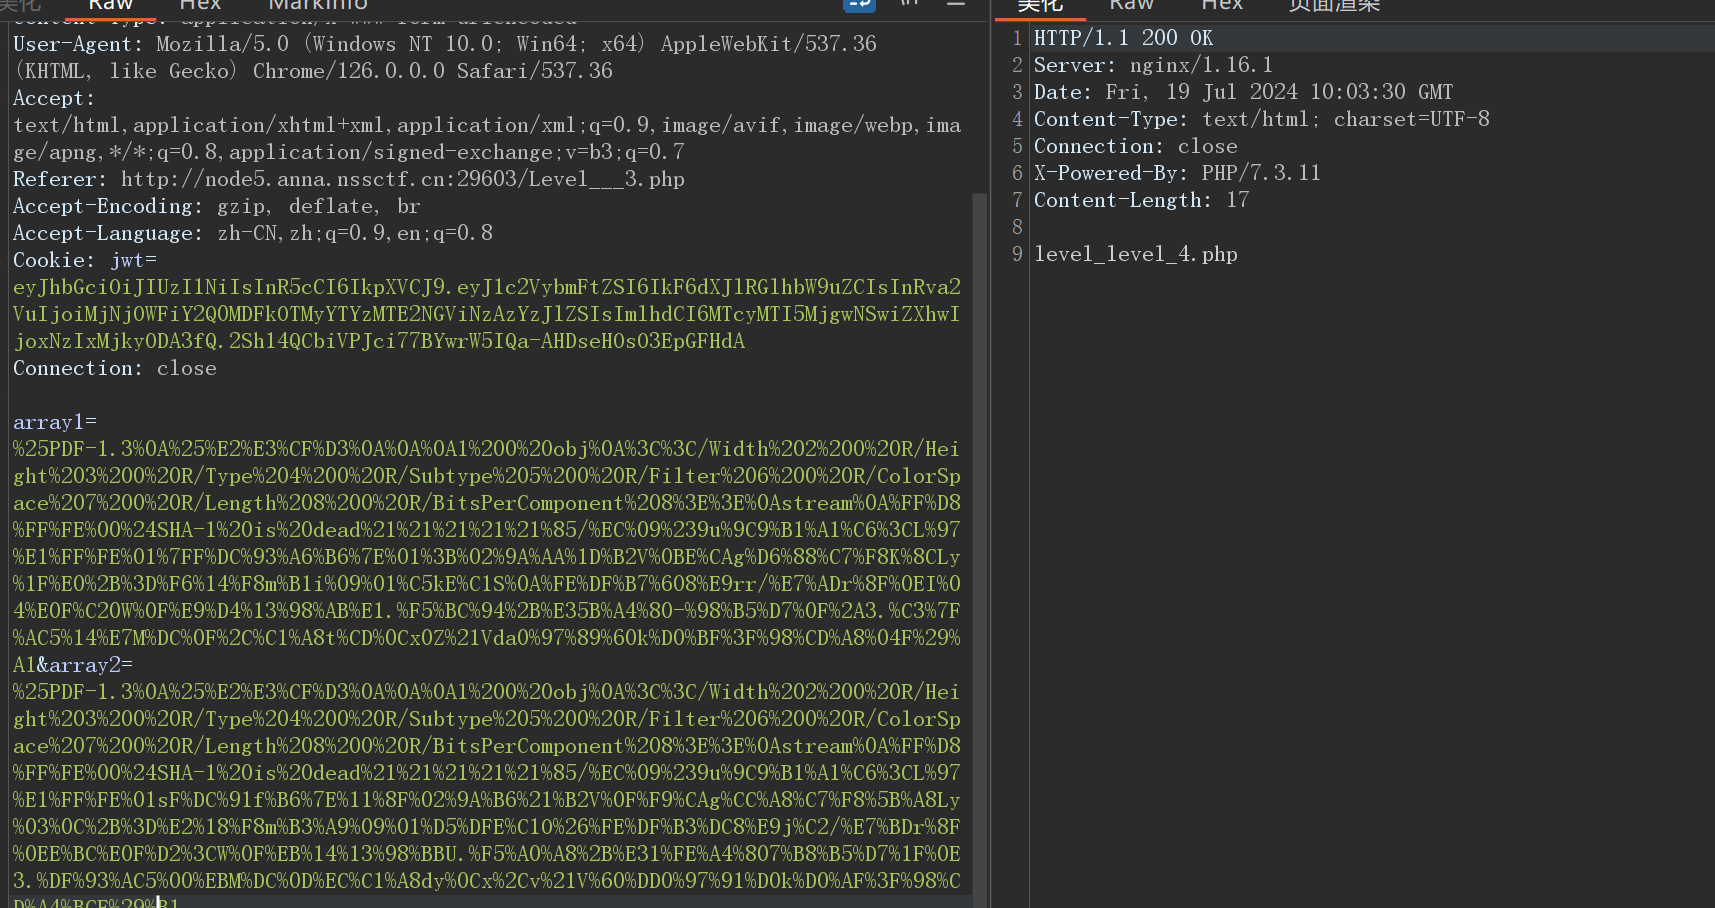 美化 Raw Hex MarkInfo
Content-Type: application/x-www-form-urlencoded
User-Agent: Mozilla/5.0 (Windows NT 10.0; Win64; x64) AppleWebKit/537.36
(KHTML, like Gecko) Chrome/126.0.0.0 Safari/537.36
Accept:
text/html,application/xhtml+xml,application/xml;q=0.9,image/avif,image/webp,ima
ge/apng,*/*;q=0.8,application/signed-exchange;v=b3;q=0.7
Referer: http://node5.anna.nssctf.cn:29603/Level___3.php
Accept-Encoding: gzip, deflate, br
Accept-Language: zh-CN,zh;q=0.9,en;q=0.8
Cookie: jwt=
eyJhbGciOiJIUzI1NiIsInR5cCI6IkpXVCJ9.eyJ1c2VybmFtZSI6IkF6dXJlRGlhbW9uZCIsInRva2
VuIjoiMjNjOWFiY2Q0MDFkOTMyYTYzMTE2NGViNzAzYzJlZSIsImlhdCI6MTcyMTI5MjgwNSwiZXhwI
joxNzIxMjkyODA3fQ.2Shl4QCbiVPJci77BYwrW5IQa-AHDseHOsO3EpGFHdA
Connection: close
array1=
%25PDF-1.3%0A%25%E2%E3%CF%D3%0A%0A%0A1%200%20obj%0A%3C%3C/Width%202%200%20R/Hei
ght%203%200%20R/Type%204%200%20R/Subtype%205%200%20R/Filter%206%200%20R/ColorSp
ace%207%200%20R/Length%208%200%20R/BitsPerComponent%208%3E%3E%0Astream%0A%FF%D8
%FF%FE%00%24SHA-1%20is%20dead%21%21%21%21%21%85/%EC%09%239u%9C9%B1%A1%C6%3CL%97
%E1%FF%FE%01%7FF%DC%93%A6%B6%7E%01%3B%02%9A%AA%1D%B2V%0BE%CAg%D6%88%C7%F8K%8CLy
%1F%E0%2B%3D%F6%14%F8m%B1i%09%01%C5kE%C1S%0A%FE%DF%B7%608%E9rr/%E7%ADr%8F%0EI%0
4%E0F%C20W%0F%E9%D4%13%98%AB%E1.%F5%BC%94%2B%E35B%A4%80-%98%B5%D7%0F%2A3.%C3%7F
%AC5%14%E7M%DC%0F%2C%C1%A8t%CD%0Cx0Z%21Vda0%97%89%60k%D0%BF%3F%98%CD%A8%04F%29%
A1&array2=
%25PDF-1.3%0A%25%E2%E3%CF%D3%0A%0A%0A1%200%20obj%0A%3C%3C/Width%202%200%20R/Hei
ght%203%200%20R/Type%204%200%20R/Subtype%205%200%20R/Filter%206%200%20R/ColorSp
ace%207%200%20R/Length%208%200%20R/BitsPerComponent%208%3E%3E%0Astream%0A%FF%D8
%FF%FE%00%24SHA-1%20is%20dead%21%21%21%21%21%85/%EC%09%239u%9C9%B1%A1%C6%3CL%97
%E1%FF%FE%01sF%DC%91f%B6%7E%11%8F%02%9A%B6%21%B2V%0F%F9%CAg%CC%A8%C7%F8%5B%A8Ly
%03%0C%2B%3D%E2%18%F8m%B3%A9%09%01%D5%DFE%C1O%26%FE%DF%B3%DC8%E9j%C2/%E7%BDr%8F
%0EE%BC%E0F%D2%3CW%0F%EB%14%13%98%BBU.%F5%A0%A8%2B%E31%FE%A4%807%B8%B5%D7%1F%0E
3.%DF%93%AC5%00%EBM%DC%0D%EC%C1%A8dy%0Cx%2Cv%21V%60%DD0%97%91%D0k%D0%AF%3F%98%C
D%A4%BCF%29%B1
美化 Raw Hex 页面渲染
1 HTTP/1.1 200 OK
2 Server: nginx/1.16.1
3 Date: Fri, 19 Jul 2024 10:03:30 GMT
4 Content-Type: text/html; charset=UTF-8
5 Connection: close
6 X-Powered-By: PHP/7.3.11
7 Content-Length: 17
8
9 level_level_4.php